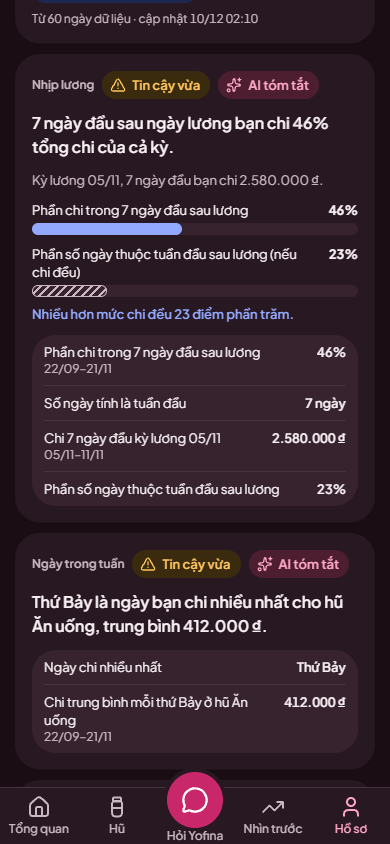 Từ 60 ngày dữ liệu · cập nhật 10/12 02:10
Nhịp lương
Tin cậy vừa
AI tóm tắt
7 ngày đầu sau ngày lương bạn chi 46%
tổng chi của cả kỳ.
Kỳ lương 05/11, 7 ngày đầu bạn chi 2.580.000 ₫.
Phần chi trong 7 ngày đầu sau lương 46%
Phần số ngày thuộc tuần đầu sau lương (nếu 23%
chi đều)
Nhiều hơn mức chi đều 23 điểm phần trăm.
Phần chi trong 7 ngày đầu sau lương 46%
22/09–21/11
Số ngày tính là tuần đầu 7 ngày
Chi 7 ngày đầu kỳ lương 05/11 2.580.000 ₫
05/11–11/11
Phần số ngày thuộc tuần đầu sau lương 23%
Ngày trong tuần
Tin cậy vừa
AI tóm tắt
Thứ Bảy là ngày bạn chi nhiều nhất cho hũ
Ăn uống, trung bình 412.000 ₫.
Ngày chi nhiều nhất Thứ Bảy
Chi trung bình mỗi thứ Bảy ở hũ Ăn 412.000 ₫
uống
22/09–21/11
Tổng quan
Hũ
Hỏi Yofina
Nhìn trước
Hồ sơ